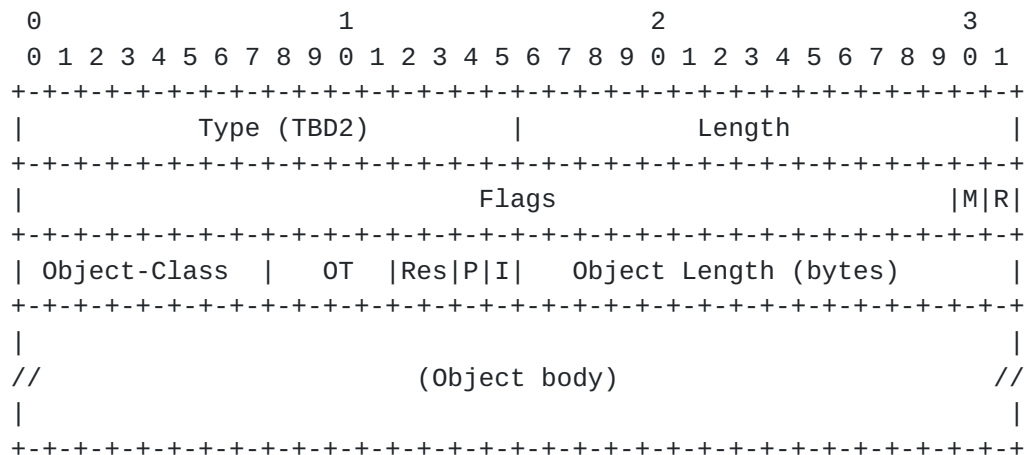 0                   1                   2                   3
 0 1 2 3 4 5 6 7 8 9 0 1 2 3 4 5 6 7 8 9 0 1 2 3 4 5 6 7 8 9 0 1
+-+-+-+-+-+-+-+-+-+-+-+-+-+-+-+-+-+-+-+-+-+-+-+-+-+-+-+-+-+-+-+-+
|           Type (TBD2)         |           Length              |
+-+-+-+-+-+-+-+-+-+-+-+-+-+-+-+-+-+-+-+-+-+-+-+-+-+-+-+-+-+-+-+-+
|                             Flags                         |M|R|
+-+-+-+-+-+-+-+-+-+-+-+-+-+-+-+-+-+-+-+-+-+-+-+-+-+-+-+-+-+-+-+-+
| Object-Class  |   OT  |Res|P|I|   Object Length (bytes)       |
+-+-+-+-+-+-+-+-+-+-+-+-+-+-+-+-+-+-+-+-+-+-+-+-+-+-+-+-+-+-+-+-+
|                                                               |
//                        (Object body)                        //
|                                                               |
+-+-+-+-+-+-+-+-+-+-+-+-+-+-+-+-+-+-+-+-+-+-+-+-+-+-+-+-+-+-+-+-+